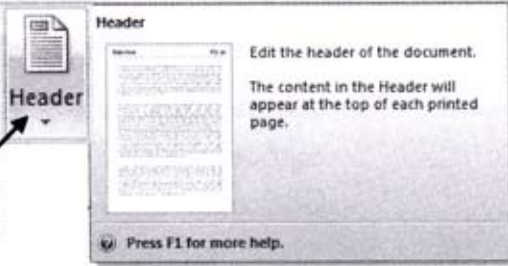 Header
Header
Edit the header of the document.
The content in the Header will
appear at the top of each printed
page.
Press F1 for more help.